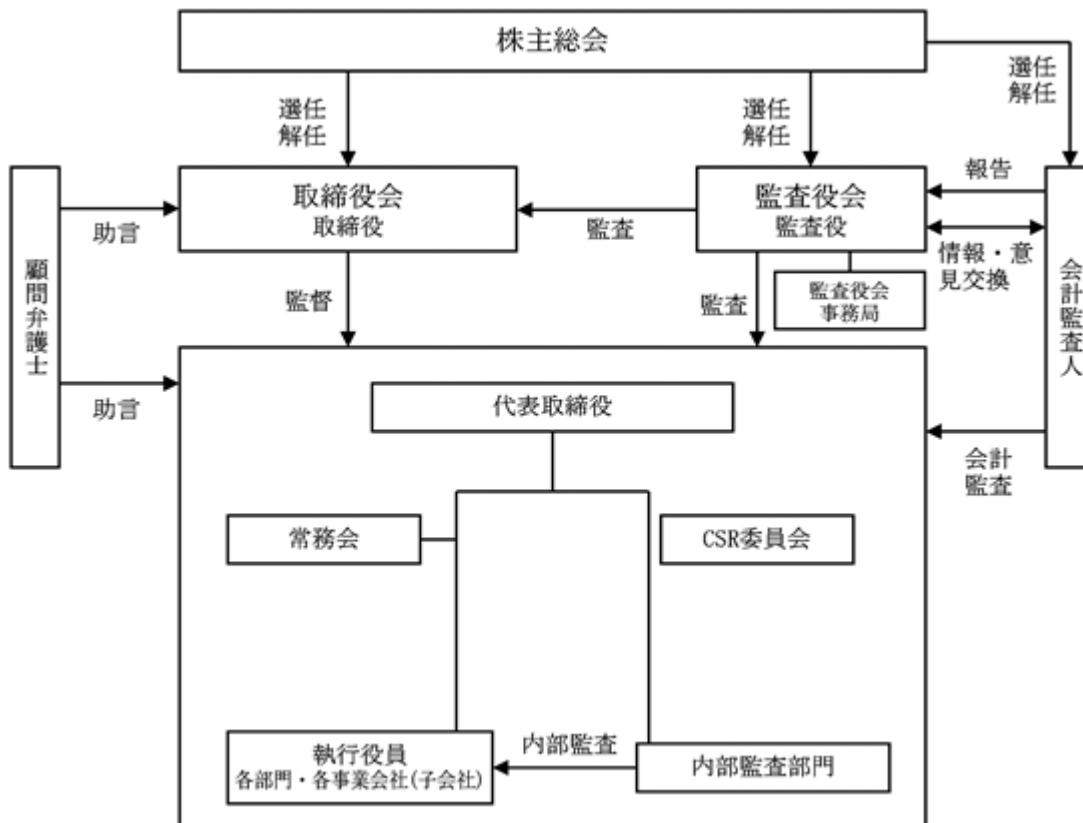 株主総会
選任
解任
選任
解任
選任
解任
取締役会
取締役
監査役会
監査役
報告
助言
監査
情報・意
見交換
監査役会
事務局
顧問弁護士
会計監査人
監督
監査
助言
代表取締役
会計
監査
常務会
CSR委員会
執行役員
各部門・各事業会社(子会社)
内部監査
内部監査部門